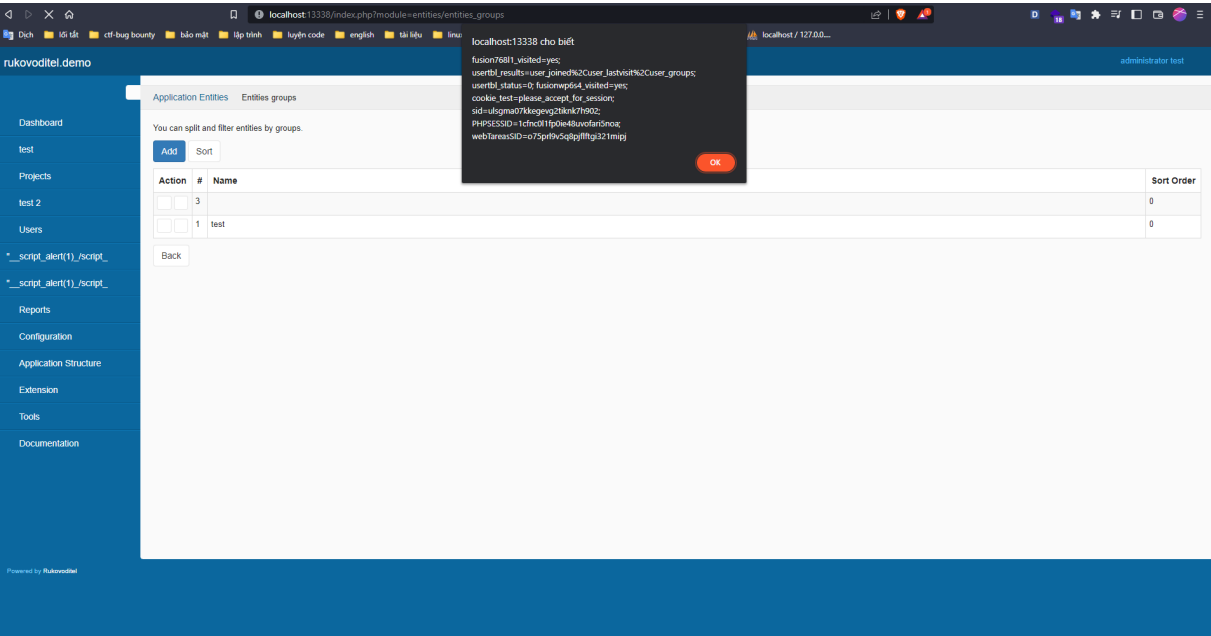 localhost:13338/index.php?module=entities/entities_groups
18
Dịch lối tắt ctf-bug bounty bảo mật lập trình luyện code english tài liệu linu
localhost / 127.0.0....
localhost:13338 cho biết
fusion768l1_visited=yes;
usertbl_results=user_joined%2Cuser_lastvisit%2Cuser_groups;
usertbl_status=0; fusionwp6s4_visited=yes;
cookie_test=please_accept_for_session;
sid=ulsgma07kkegevg2tiknk7h902;
PHPSESSID=1cfnc0l1fp0ie48uvofari5noa;
webTareasSID=o75prl9v5q8pjflftgi321mipj
OK
rukovoditel.demo
administrator test
Application Entities Entities groups
You can split and filter entities by groups.
Add Sort
Action # Name Sort Order
3 0
1 test 0
Back
Dashboard
test
Projects
test 2
Users
"__script_alert(1)_/script_
"__script_alert(1)_/script_
Reports
Configuration
Application Structure
Extension
Tools
Documentation
Powered by Rukovoditel